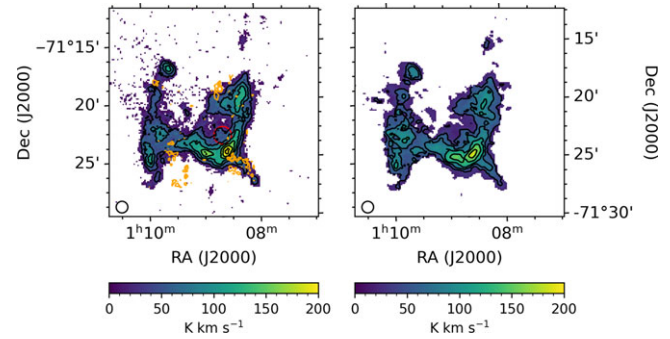 −71°15'
20'
25'
Dec (J2000)
1ʰ10ᵐ 08ᵐ
RA (J2000)
0 50 100 150 200
K km s⁻¹
15'
20'
25'
−71°30'
Dec (J2000)
1ʰ10ᵐ 08ᵐ
RA (J2000)
0 50 100 150 200
K km s⁻¹